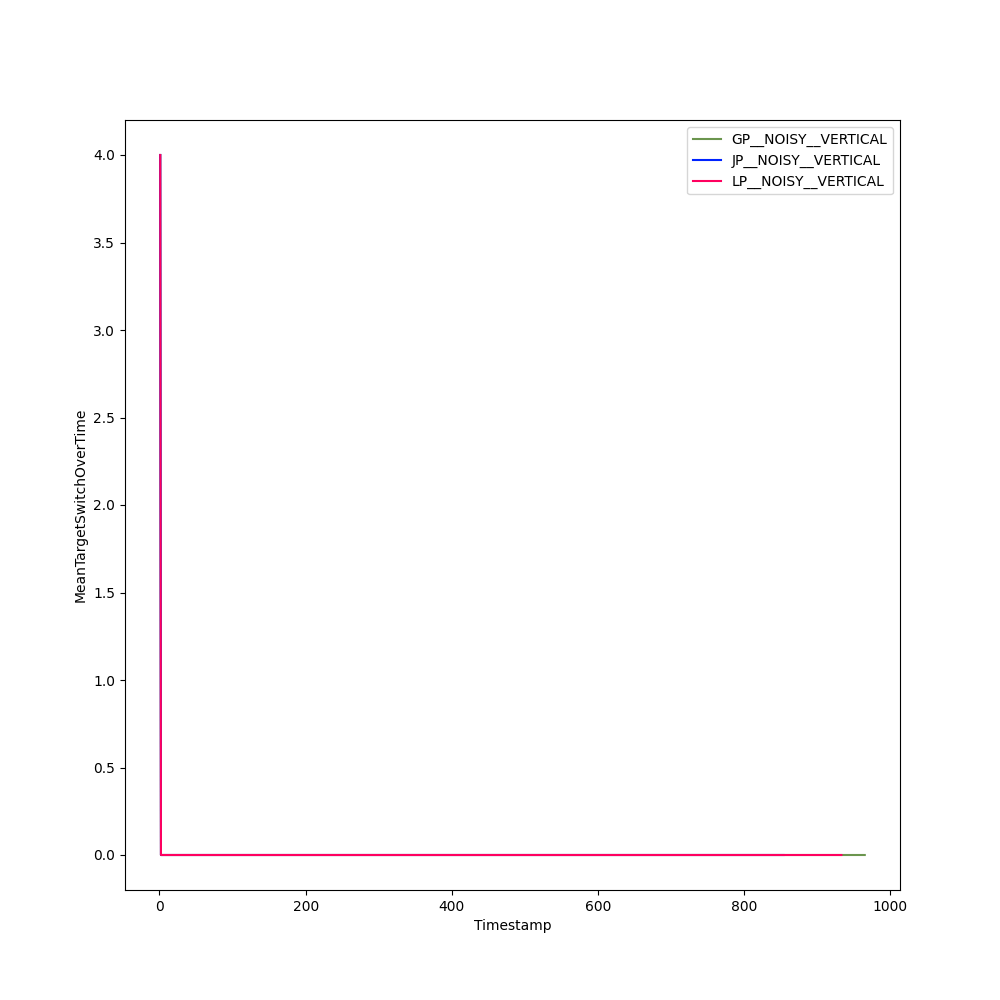 GP__NOISY__VERTICAL
JP__NOISY__VERTICAL
LP__NOISY__VERTICAL
4.0
3.5
3.0
2.5
2.0
1.5
1.0
0.5
0.0
MeanTargetSwitchOverTime
0 200 400 600 800 1000
Timestamp